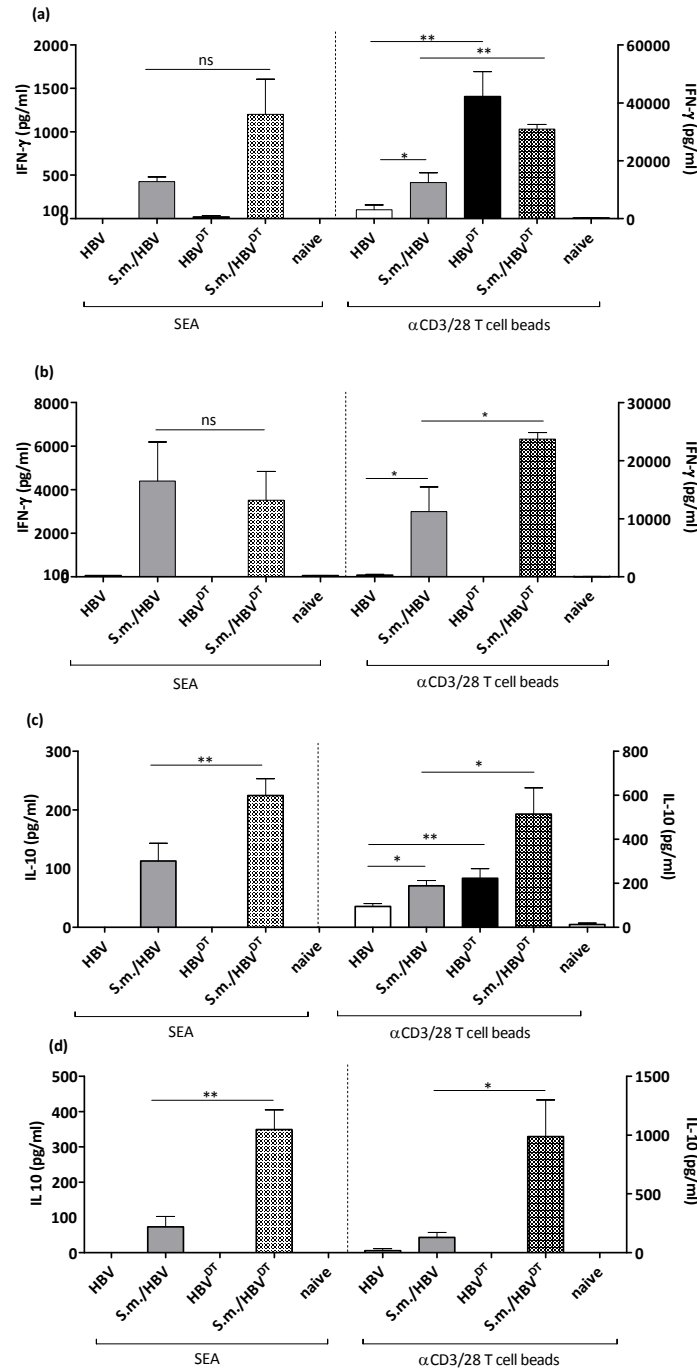 (a)
ns
**
**
*
IFN-γ (pg/ml)
2000
1500
1000
500
100
0
60000
40000
20000
0
IFN-γ
(pg/ml)
HBV
S.m./HBV
HBV^DT
S.m./HBV^DT
naive
HBV
S.m./HBV
HBV^DT
S.m./HBV^DT
naive
SEA
αCD3/28 T cell beads
(b)
ns
*
*
IFN-γ (pg/ml)
8000
6000
4000
2000
100
0
30000
20000
10000
0
IFN-γ
(pg/ml)
HBV
S.m./HBV
HBV^DT
S.m./HBV^DT
naive
HBV
S.m./HBV
HBV^DT
S.m./HBV^DT
naive
SEA
αCD3/28 T cell beads
(c)
**
*
**
*
IL-10 (pg/ml)
300
200
100
0
800
600
400
200
0
IL-10
(pg/ml)
HBV
S.m./HBV
HBV^DT
S.m./HBV^DT
naive
HBV
S.m./HBV
HBV^DT
S.m./HBV^DT
naive
SEA
αCD3/28 T cell beads
(d)
**
*
IL 10 (pg/ml)
500
400
300
200
100
0
1500
1000
500
0
IL-10
(pg/ml)
HBV
S.m./HBV
HBV^DT
S.m./HBV^DT
naive
HBV
S.m./HBV
HBV^DT
S.m./HBV^DT
naive
SEA
αCD3/28 T cell beads